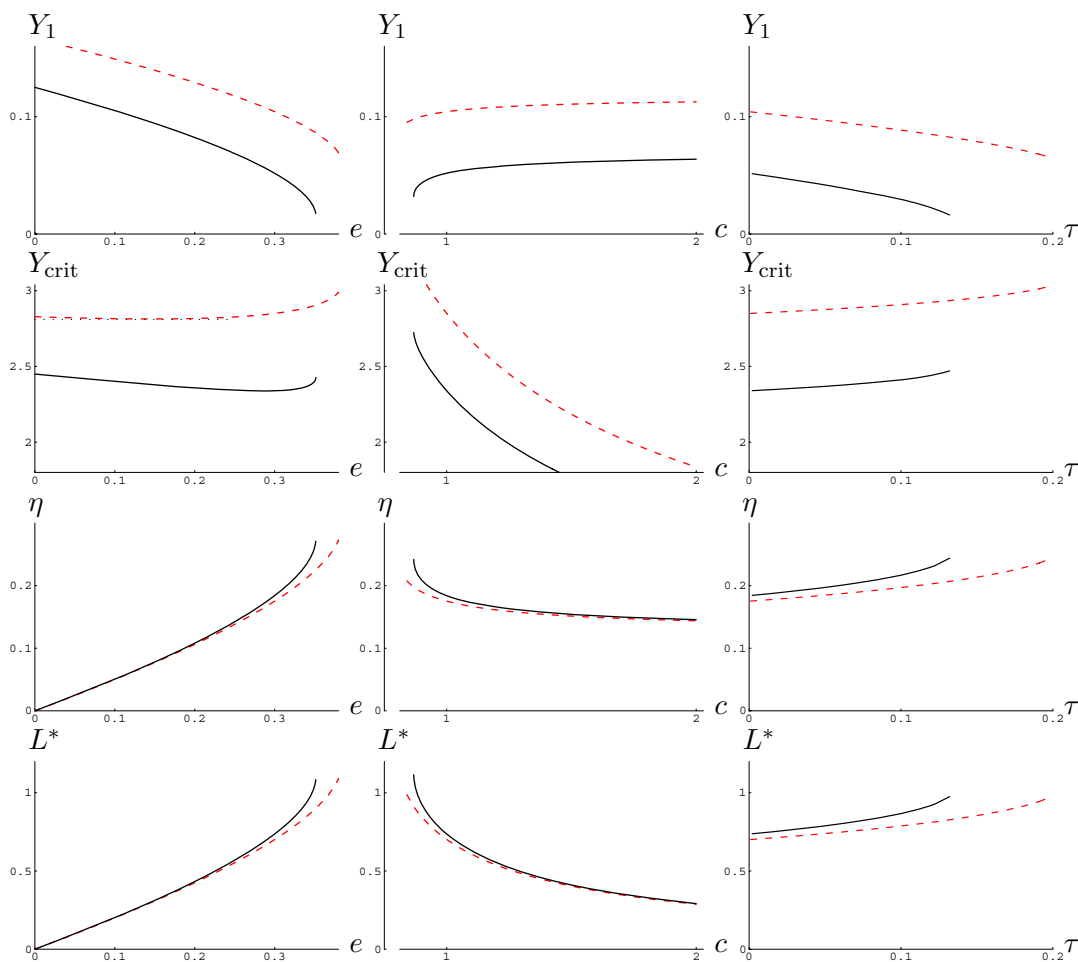 Y₁ Y₁ Y₁
0.1 0.1 0.1
0 0 0
0 0.1 0.2 0.3 e 1 2 c 0 0.1 0.2 τ
Y_crit Y_crit Y_crit
3 3 3
2.5 2.5 2.5
2 2 2
0 0.1 0.2 0.3 e 1 2 c 0 0.1 0.2 τ
η η η
0.2 0.2 0.2
0.1 0.1 0.1
0 0 0
0 0.1 0.2 0.3 e 1 2 c 0 0.1 0.2 τ
L* L* L*
1 1 1
0.5 0.5 0.5
0 0 0
0 0.1 0.2 0.3 e 1 2 c 0 0.1 0.2 τ